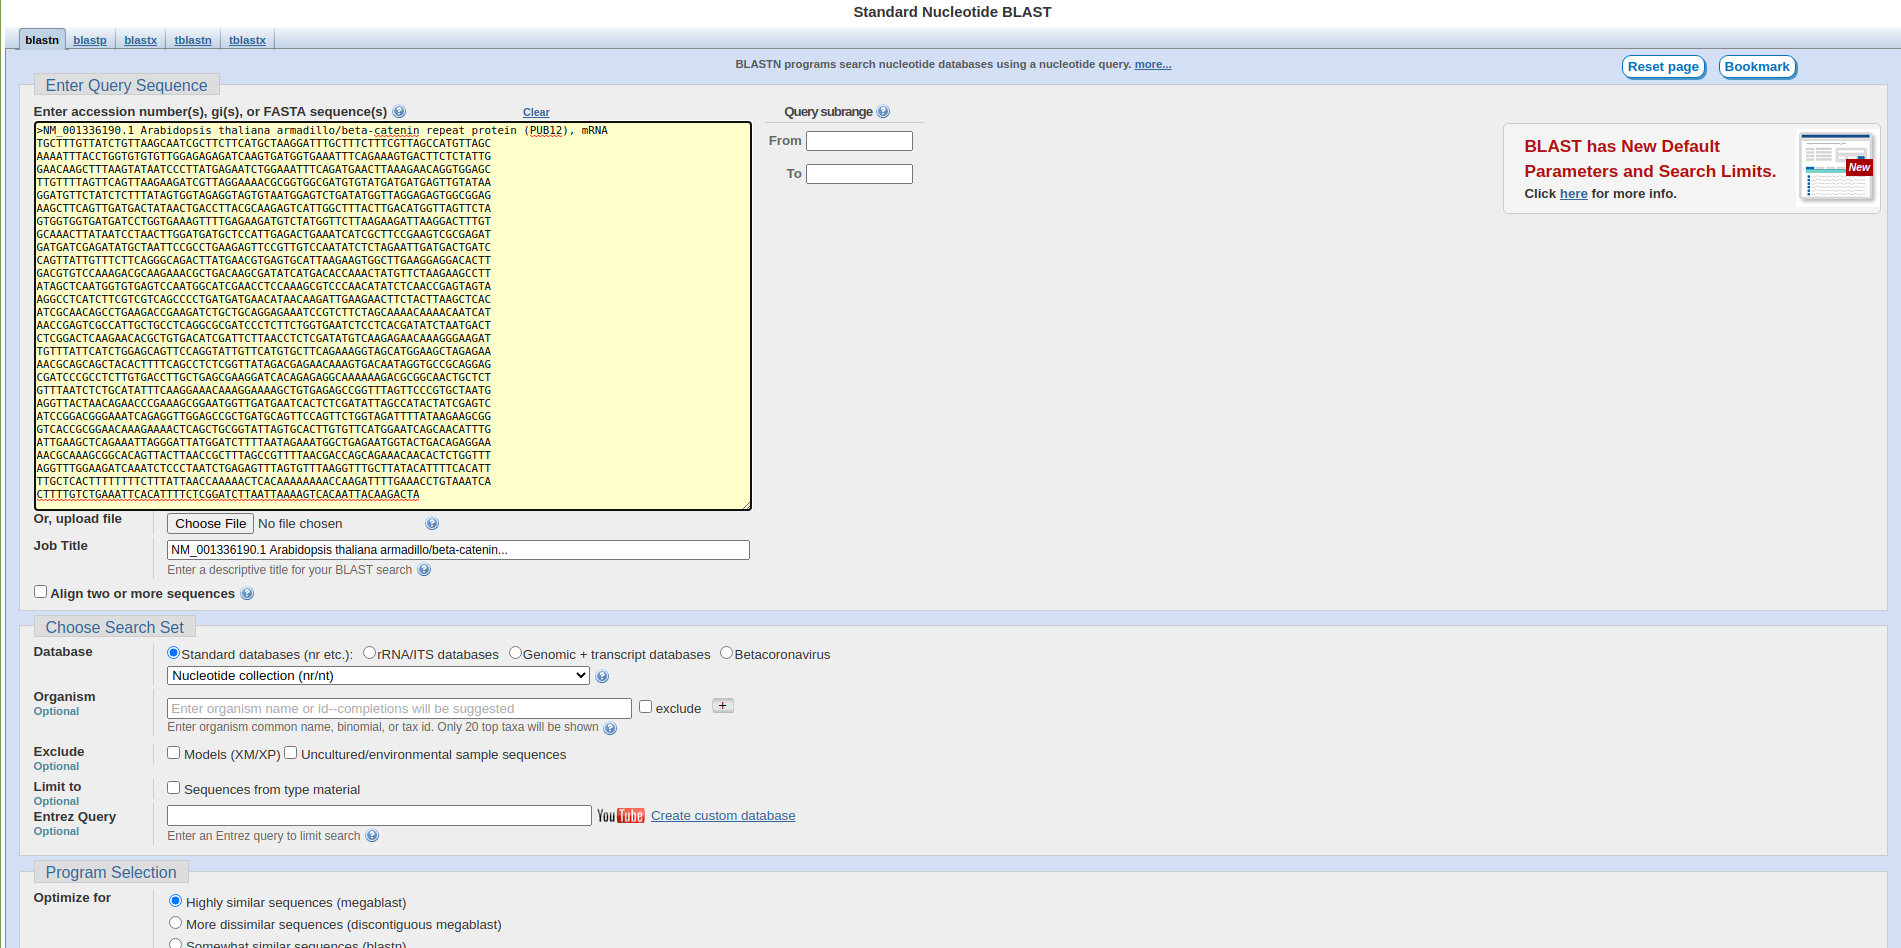 Standard Nucleotide BLAST
blastn blastp blastx tblastn tblastx
BLASTN programs search nucleotide databases using a nucleotide query. more...
Reset page Bookmark
Enter Query Sequence
Enter accession number(s), gi(s), or FASTA sequence(s) Clear Query subrange
>NM_001336190.1 Arabidopsis thaliana armadillo/beta-catenin repeat protein (PUB12), mRNA
TGCTTTGTTATCTGTTAAGCAATCGCTTCTTCATGCTAAGGATTTGCTTTCTTTCGTTAGCCATGTTAGC
AAAATTTACCTGGTGTGTGTTGGAGAGAGATCAAGTGATGGTGAAATTTCAGAAAGTGACTTCTCTATTG
GAACAAGCTTTAAGTATAATCCCTTATGAGAATCTGGAAATTTCAGATGAACTTAAAGAACAGGTGGAGC
TTGTTTTAGTTCAGTTAAGAAGATCGTTAGGAAAACGCGGTGGCGATGTGTATGATGATGAGTTGTATAA
GGATGTTCTATCTCTTTATAGTGGTAGAGGTAGTGTAATGGAGTCTGATATGGTTAGGAGAGTGGCGGAG
AAGCTTCAGTTGATGACTATAACTGACCTTACGCAAGAGTCATTGGCTTTACTTGACATGGTTAGTTCTA
GTGGTGGTGATGATCCTGGTGAAAGTTTTGAGAAGATGTCTATGGTTCTTAAGAAGATTAAGGACTTTGT
GCAAACTTATAATCCTAACTTGGATGATGCTCCATTGAGACTGAAATCATCGCTTCCGAAGTCGCGAGAT
GATGATCGAGATATGCTAATTCCGCCTGAAGAGTTCCGTTGTCCAATATCTCTAGAATTGATGACTGATC
CAGTTATTGTTTCTTCAGGGCAGACTTATGAACGTGAGTGCATTAAGAAGTGGCTTGAAGGAGGACACTT
GACGTGTCCAAAGACGCAAGAAACGCTGACAAGCGATATCATGACACCAAACTATGTTCTAAGAAGCCTT
ATAGCTCAATGGTGTGAGTCCAATGGCATCGAACCTCCAAAGCGTCCCAACATATCTCAACCGAGTAGTA
AGGCCTCATCTTCGTCGTCAGCCCCTGATGATGAACATAACAAGATTGAAGAACTTCTACTTAAGCTCAC
ATCGCAACAGCCTGAAGACCGAAGATCTGCTGCAGGAGAAATCCGTCTTCTAGCAAAACAAAACAATCAT
AACCGAGTCGCCATTGCTGCCTCAGGCGCGATCCCTCTTCTGGTGAATCTCCTCACGATATCTAATGACT
CTCGGACTCAAGAACACGCTGTGACATCGATTCTTAACCTCTCGATATGTCAAGAGAACAAAGGGAAGAT
TGTTTATTCATCTGGAGCAGTTCCAGGTATTGTTCATGTGCTTCAGAAAGGTAGCATGGAAGCTAGAGAA
AACGCAGCAGCTACACTTTTCAGCCTCTCGGTTATAGACGAGAACAAAGTGACAATAGGTGCCGCAGGAG
CGATCCCGCCTCTTGTGACCTTGCTGAGCGAAGGATCACAGAGAGGCAAAAAAGACGCGGCAACTGCTCT
GTTTAATCTCTGCATATTTCAAGGAAACAAAGGAAAAGCTGTGAGAGCCGGTTTAGTTCCCGTGCTAATG
AGGTTACTAACAGAACCCGAAAGCGGAATGGTTGATGAATCACTCTCGATATTAGCCATACTATCGAGTC
ATCCGGACGGGAAATCAGAGGTTGGAGCCGCTGATGCAGTTCCAGTTCTGGTAGATTTTATAAGAAGCGG
GTCACCGCGGAACAAAGAAAACTCAGCTGCGGTATTAGTGCACTTGTGTTCATGGAATCAGCAACATTTG
ATTGAAGCTCAGAAATTAGGGATTATGGATCTTTTAATAGAAATGGCTGAGAATGGTACTGACAGAGGAA
AACGCAAAGCGGCACAGTTACTTAACCGCTTTAGCCGTTTTAACGACCAGCAGAAACAACACTCTGGTTT
AGGTTTGGAAGATCAAATCTCCCTAATCTGAGAGTTTAGTGTTTAAGGTTTGCTTATACATTTTCACATT
TTGCTCACTTTTTTTTCTTTATTAACCAAAAACTCACAAAAAAAACCAAGATTTTGAAACCTGTAAATCA
CTTTTGTCTGAAATTCACATTTTCTCGGATCTTAATTAAAAGTCACAATTACAAGACTA
From
To
BLAST has New Default
Parameters and Search Limits.
Click here for more info.
New
Or, upload file Choose File No file chosen
Job Title NM_001336190.1 Arabidopsis thaliana armadillo/beta-catenin...
Enter a descriptive title for your BLAST search
Align two or more sequences
Choose Search Set
Database Standard databases (nr etc.): rRNA/ITS databases Genomic + transcript databases Betacoronavirus
Nucleotide collection (nr/nt)
Organism
Optional
Enter organism name or id--completions will be suggested exclude +
Enter organism common name, binomial, or tax id. Only 20 top taxa will be shown
Exclude
Optional
Models (XM/XP) Uncultured/environmental sample sequences
Limit to
Optional
Sequences from type material
Entrez Query
Optional
YouTube Create custom database
Enter an Entrez query to limit search
Program Selection
Optimize for Highly similar sequences (megablast)
More dissimilar sequences (discontiguous megablast)
Somewhat similar sequences (blastn)